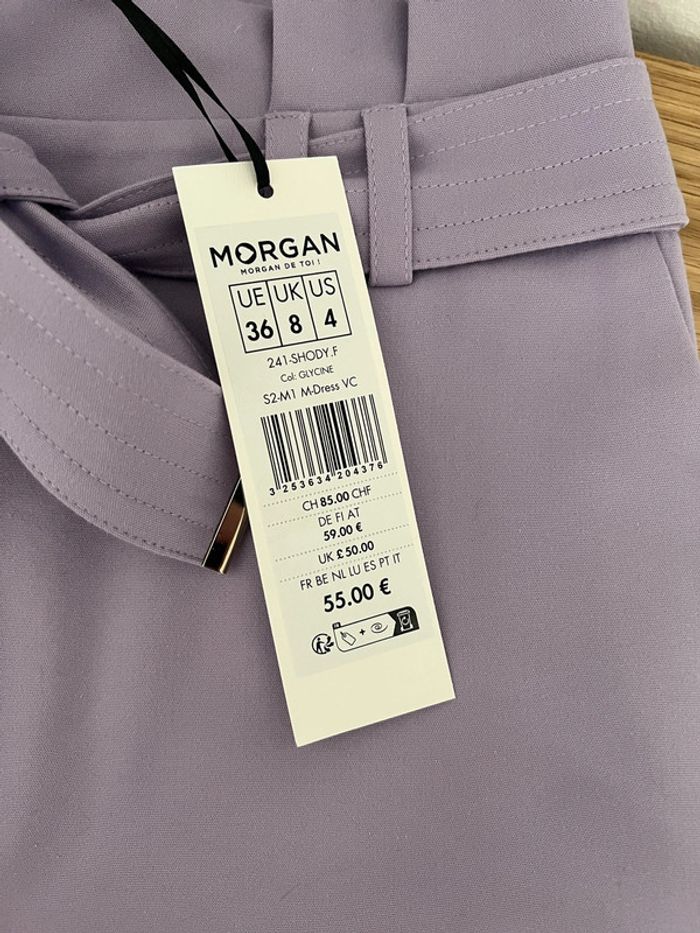 MORGAN
MORGAN DE TOI !
UE UK US
36 8 4
241-SHODY.F
Col: GLYCINE
S2-M1 M-Dress VC
3 253634 204376
CH 85.00 CHF
DE FI AT
59.00 €
UK £ 50.00
FR BE NL LU ES PT IT
55.00 €